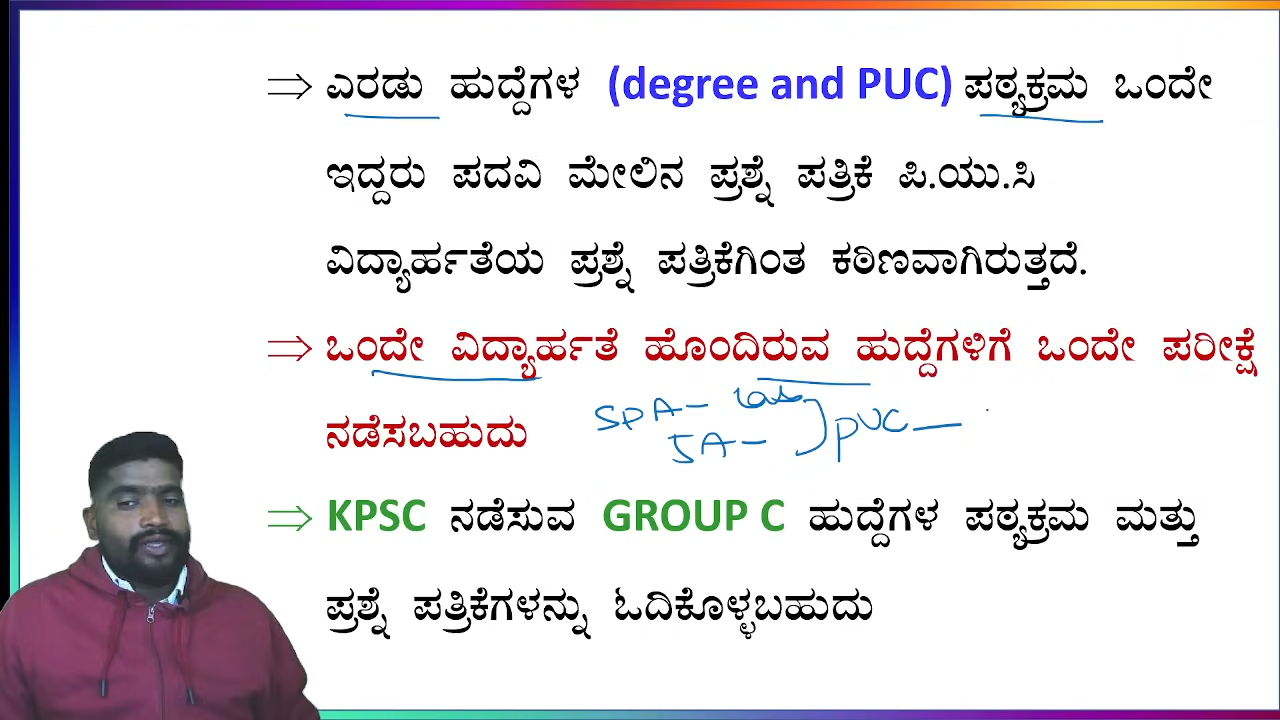 ⇒ ಎರಡು ಹುದ್ದೆಗಳ (degree and PUC) ಪಠ್ಯಕ್ರಮ ಒಂದೇ
ಇದ್ದರು ಪದವಿ ಮೇಲಿನ ಪ್ರಶ್ನೆ ಪತ್ರಿಕೆ ಪಿ.ಯು.ಸಿ
ವಿದ್ಯಾರ್ಹತೆಯ ಪ್ರಶ್ನೆ ಪತ್ರಿಕೆಗಿಂತ ಕಠಿಣವಾಗಿರುತ್ತದೆ.
⇒ ಒಂದೇ ವಿದ್ಯಾರ್ಹತೆ ಹೊಂದಿರುವ ಹುದ್ದೆಗಳಿಗೆ ಒಂದೇ ಪರೀಕ್ಷೆ
ನಡೆಸಬಹುದು
SPA –
JA – PUC –
⇒ KPSC ನಡೆಸುವ GROUP C ಹುದ್ದೆಗಳ ಪಠ್ಯಕ್ರಮ ಮತ್ತು
ಪ್ರಶ್ನೆ ಪತ್ರಿಕೆಗಳನ್ನು ಓದಿಕೊಳ್ಳಬಹುದು